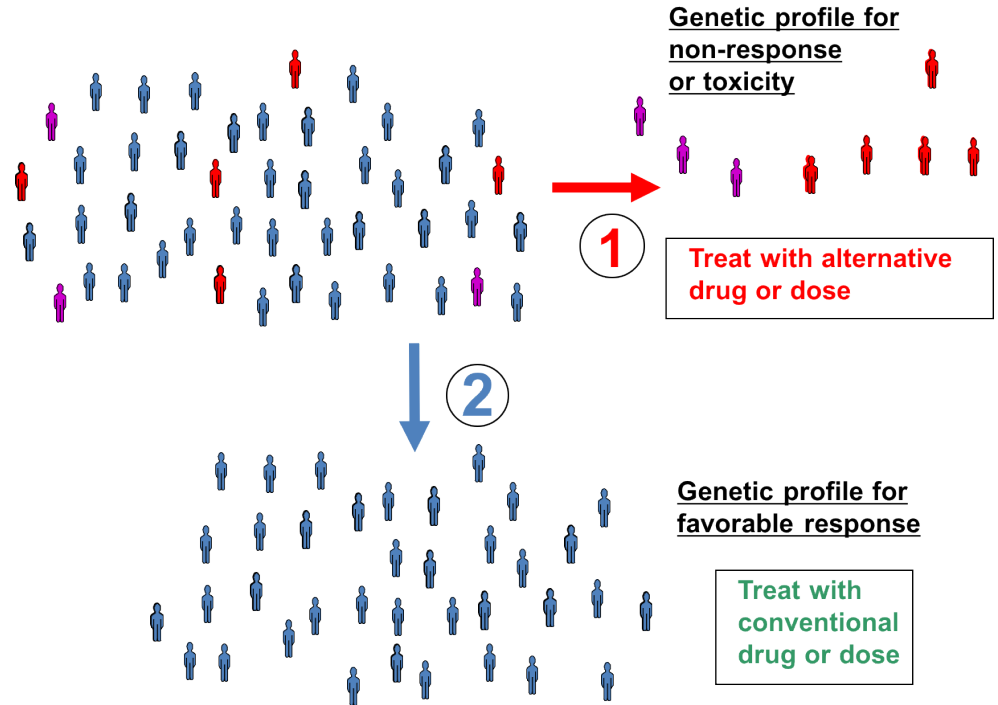 Genetic profile for
non-response
or toxicity
1
Treat with alternative
drug or dose
2
Genetic profile for
favorable response
Treat with
conventional
drug or dose